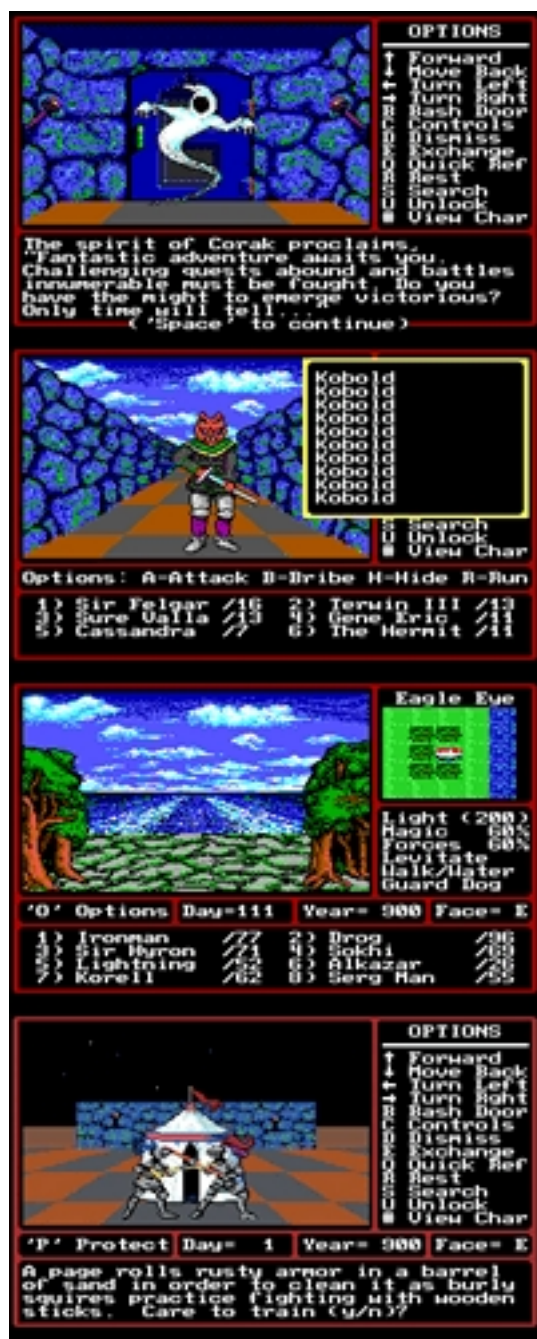 OPTIONS
↑ Forward
↓ Move Back
← Turn Left
→ Turn Rght
B Bash Door
C Controls
D Dismiss
E Exchange
Q Quick Ref
R Rest
S Search
U Unlock
View Char
The spirit of Corak proclaims,
"Fantastic adventure awaits you.
Challenging quests abound and battles
innumerable must be fought. Do you
have the might to emerge victorious?
Only time will tell..."
('Space' to continue)
Kobold
Kobold
Kobold
Kobold
Kobold
Kobold
Kobold
Kobold
Kobold
Kobold
S Search
U Unlock
View Char
Options: A-Attack B-Bribe H-Hide R-Run
1) Sir Felgar /16 2) Terwin III /13
3) Sure Valla /13 4) Gene Eric /11
5) Cassandra /7 6) The Hermit /11
Eagle Eye
Light (200)
Magic 60%
Forces 60%
Levitate
Walk/Water
Guard Dog
'O' Options Day=111 Year= 900 Face= E
1) Ironman /77 2) Drog /96
3) Sir Hyron 4) Sokhi
5) Lightning 6) Alkazar
7) Korell /62 8) Serg Man /55
OPTIONS
↑ Forward
↓ Move Back
← Turn Left
→ Turn Rght
B Bash Door
C Controls
D Dismiss
E Exchange
Q Quick Ref
R Rest
S Search
U Unlock
View Char
'P' Protect Day= 1 Year= 900 Face= E
A page rolls rusty armor in a barrel
of sand in order to clean it as burly
squires practice fighting with wooden
sticks. Care to train (y/n)?